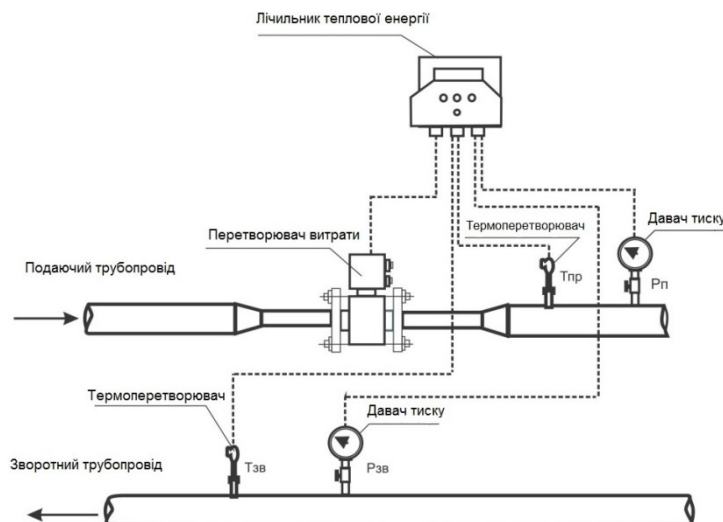 Лічильник теплової енергії
Давач тиску
Термоперетворювач
Перетворювач витрати
Подаючий трубопровід
Тпр
Рп
Термоперетворювач
Давач тиску
Зворотний трубопровід
Тзв
Рзв